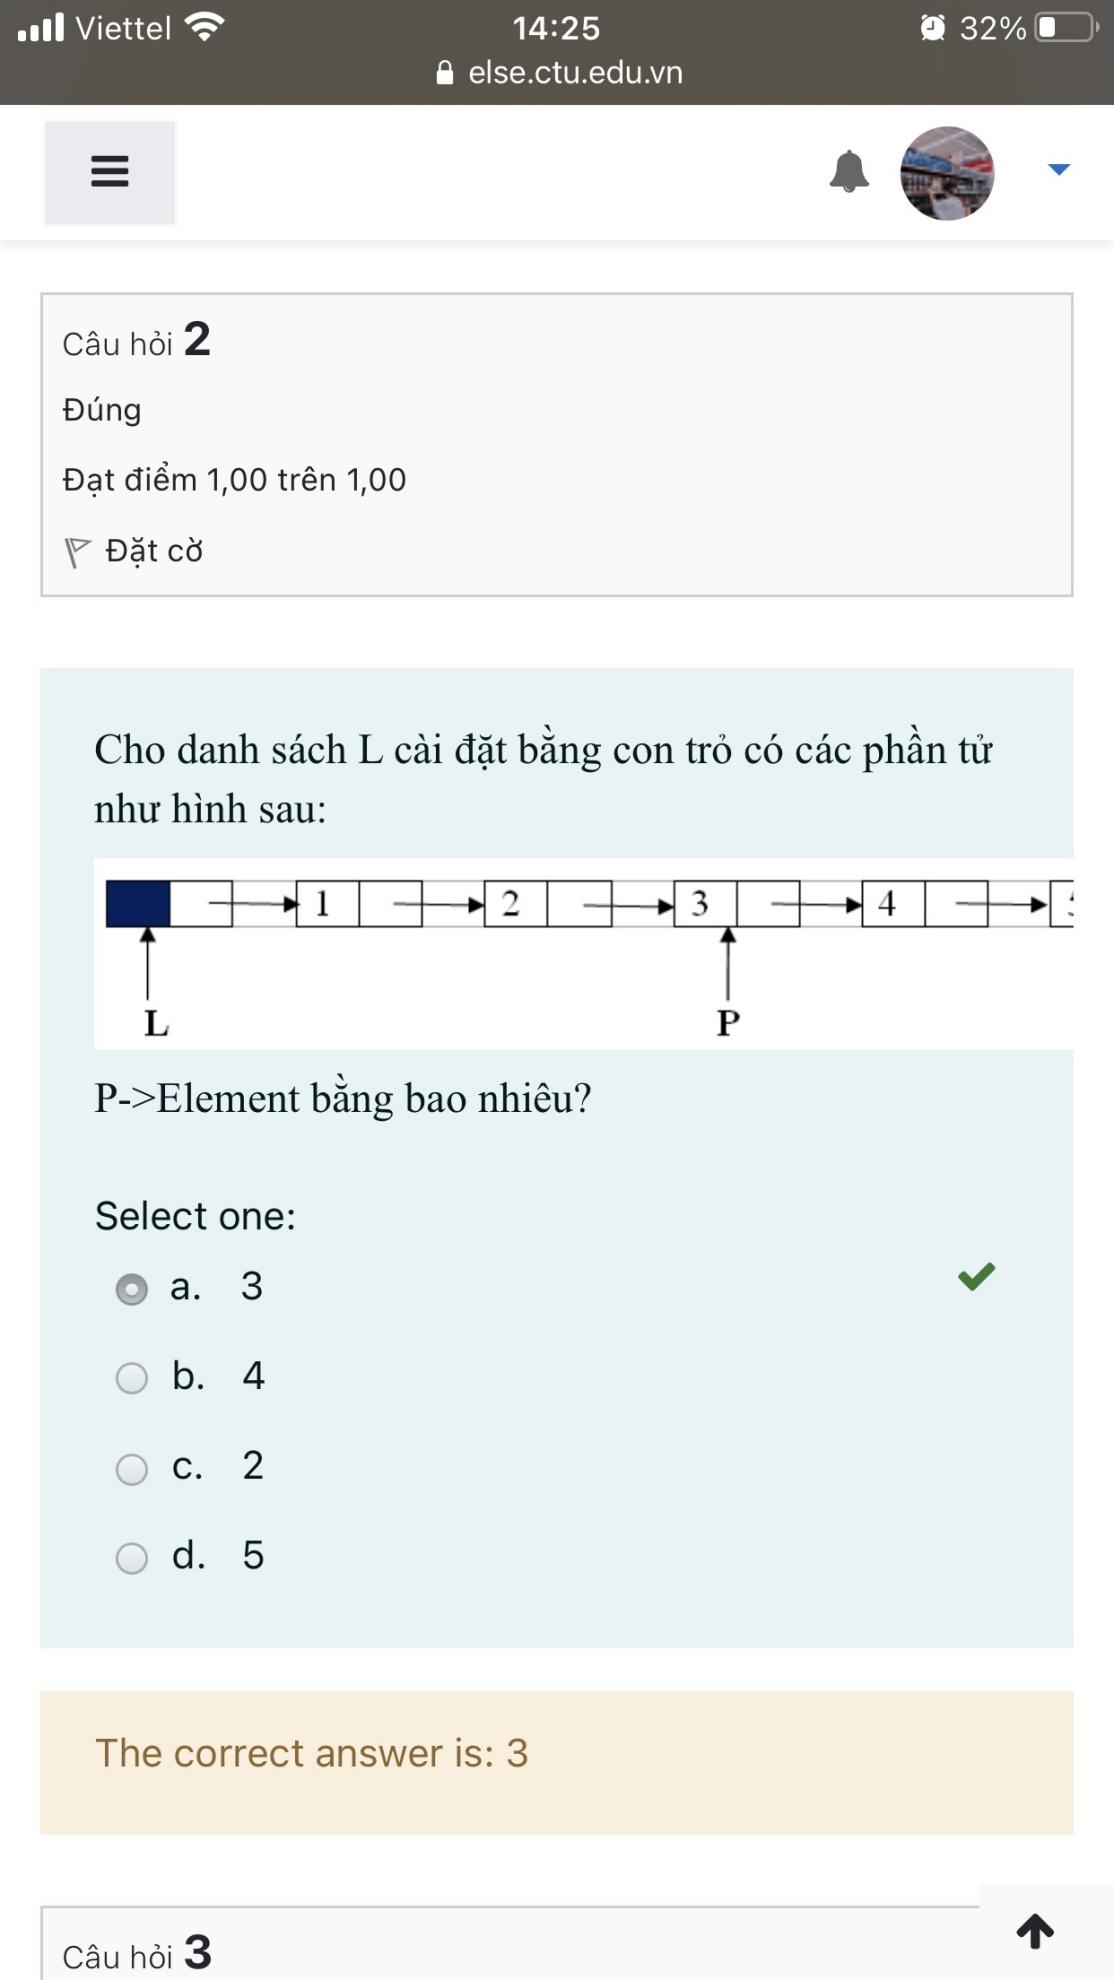 Viettel 14:25 32%
else.ctu.edu.vn
Câu hỏi 2
Đúng
Đạt điểm 1,00 trên 1,00
Đặt cờ
Cho danh sách L cài đặt bằng con trỏ có các phần tử
như hình sau:
1 2 3 4
L P
P->Element bằng bao nhiêu?
Select one:
a. 3
b. 4
c. 2
d. 5
The correct answer is: 3
Câu hỏi 3